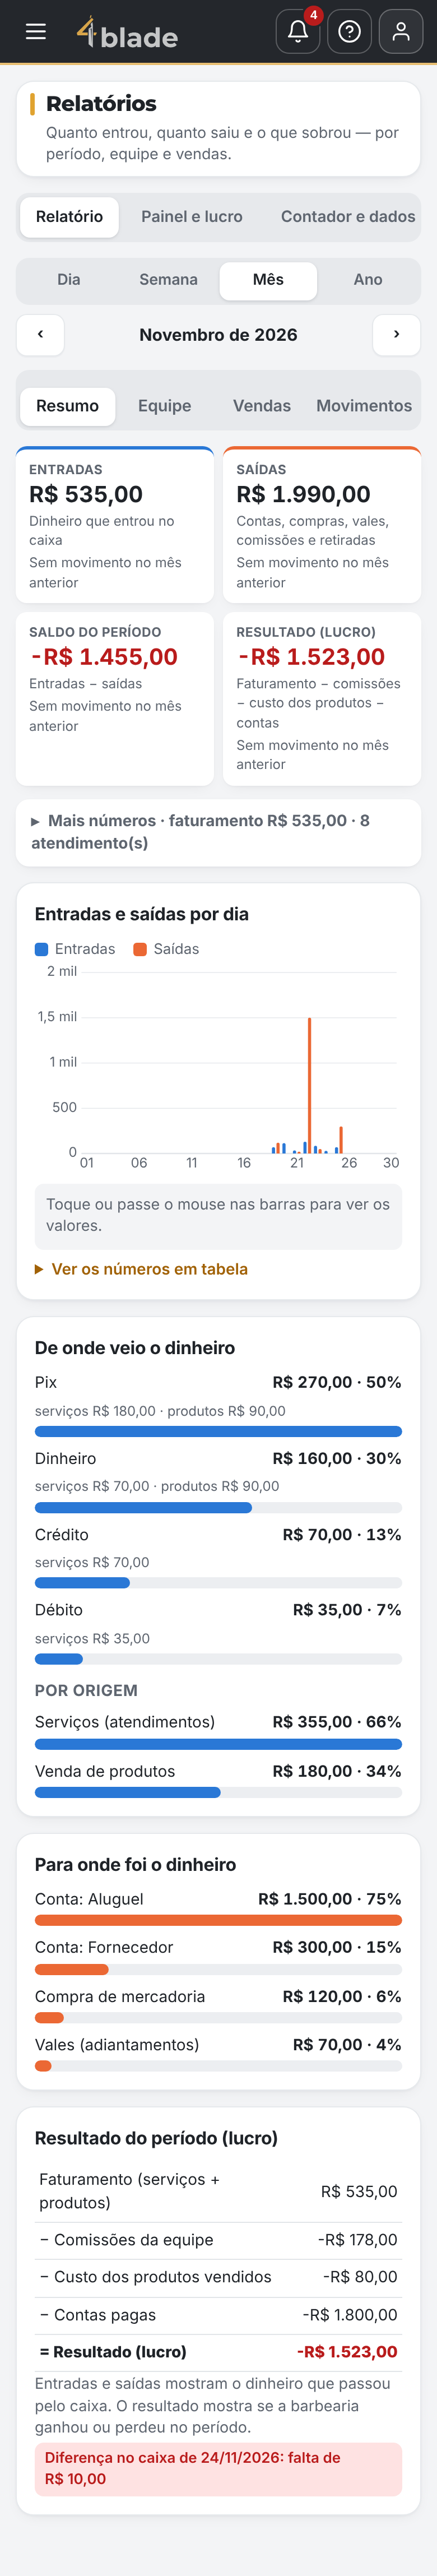 4blade
4
Relatórios
Quanto entrou, quanto saiu e o que sobrou — por
período, equipe e vendas.
Relatório Painel e lucro Contador e dados
Dia Semana Mês Ano
‹ Novembro de 2026 ›
Resumo Equipe Vendas Movimentos
ENTRADAS
R$ 535,00
Dinheiro que entrou no
caixa
Sem movimento no mês
anterior
SAÍDAS
R$ 1.990,00
Contas, compras, vales,
comissões e retiradas
Sem movimento no mês
anterior
SALDO DO PERÍODO
-R$ 1.455,00
Entradas − saídas
Sem movimento no mês
anterior
RESULTADO (LUCRO)
-R$ 1.523,00
Faturamento − comissões
− custo dos produtos −
contas
Sem movimento no mês
anterior
▸ Mais números · faturamento R$ 535,00 · 8
atendimento(s)
Entradas e saídas por dia
Entradas Saídas
2 mil
1,5 mil
1 mil
500
0
01 06 11 16 21 26 30
Toque ou passe o mouse nas barras para ver os
valores.
▸ Ver os números em tabela
De onde veio o dinheiro
Pix R$ 270,00 · 50%
serviços R$ 180,00 · produtos R$ 90,00
Dinheiro R$ 160,00 · 30%
serviços R$ 70,00 · produtos R$ 90,00
Crédito R$ 70,00 · 13%
serviços R$ 70,00
Débito R$ 35,00 · 7%
serviços R$ 35,00
POR ORIGEM
Serviços (atendimentos) R$ 355,00 · 66%
Venda de produtos R$ 180,00 · 34%
Para onde foi o dinheiro
Conta: Aluguel R$ 1.500,00 · 75%
Conta: Fornecedor R$ 300,00 · 15%
Compra de mercadoria R$ 120,00 · 6%
Vales (adiantamentos) R$ 70,00 · 4%
Resultado do período (lucro)
Faturamento (serviços +
produtos) R$ 535,00
− Comissões da equipe -R$ 178,00
− Custo dos produtos vendidos -R$ 80,00
− Contas pagas -R$ 1.800,00
= Resultado (lucro) -R$ 1.523,00
Entradas e saídas mostram o dinheiro que passou
pelo caixa. O resultado mostra se a barbearia
ganhou ou perdeu no período.
Diferença no caixa de 24/11/2026: falta de
R$ 10,00